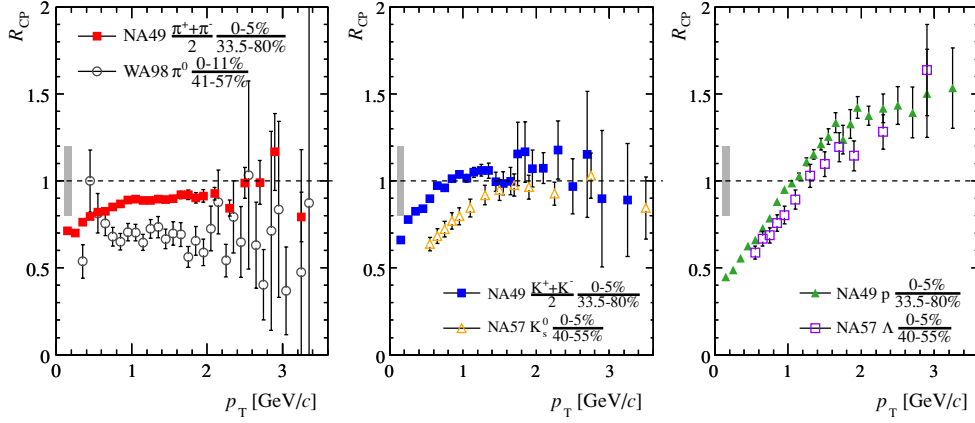 R_CP
2
1.5
1
0.5
0
0 1 2 3
p_T [GeV/c]
NA49 (π⁺+π⁻)/2 0-5%/33.5-80%
WA98 π⁰ 0-11%/41-57%
R_CP
2
1.5
1
0.5
0
0 1 2 3
p_T [GeV/c]
NA49 (K⁺+K⁻)/2 0-5%/33.5-80%
NA57 K⁰_s 0-5%/40-55%
R_CP
2
1.5
1
0.5
0
0 1 2 3
p_T [GeV/c]
NA49 p 0-5%/33.5-80%
NA57 Λ 0-5%/40-55%